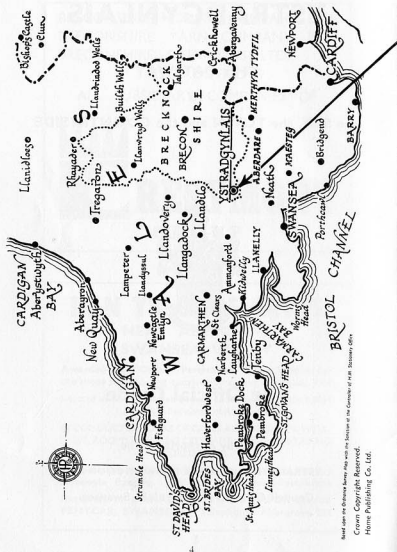 Bishop's Castle
Clun
Llandrindod Wells
Builth Wells
Talgarth
Crickhowell
Abergavenny
NEWPORT
CARDIFF
Llanidloes
Rhayader
Llanwrtyd Wells
BRECKNOCK
SHIRE
BRECON
MERTHYR TYDFIL
YSTRADGYNLAIS
ABERDARE
MAESTEG
Bridgend
BARRY
Tregaron
Llandovery
Llangadock
Llandilo
Neath
SWANSEA
Porthcawl
WALES
CARDIGAN
BAY
Aberystwyth
Aberayron
New Quay
Lampeter
Llandyssul
Newcastle
Emlyn
Ammanford
LLANELLY
Kidwelly
Worms
Head
BRISTOL CHANNEL
CARMARTHEN
St Clears
Laugharne
CARMARTHEN
BAY
CARDIGAN
Newport
Fishguard
Strumble Head
Narberth
Tenby
Haverfordwest
Pembroke Dock
Pembroke
ST GOVAN'S HEAD
Linney Head
St Ann's Head
ST BRIDES
BAY
ST DAVID'S
HEAD
Based upon the Ordnance Survey Map with the Sanction of the Controller of H.M. Stationery Office
Crown Copyright Reserved.
Home Publishing Co. Ltd.